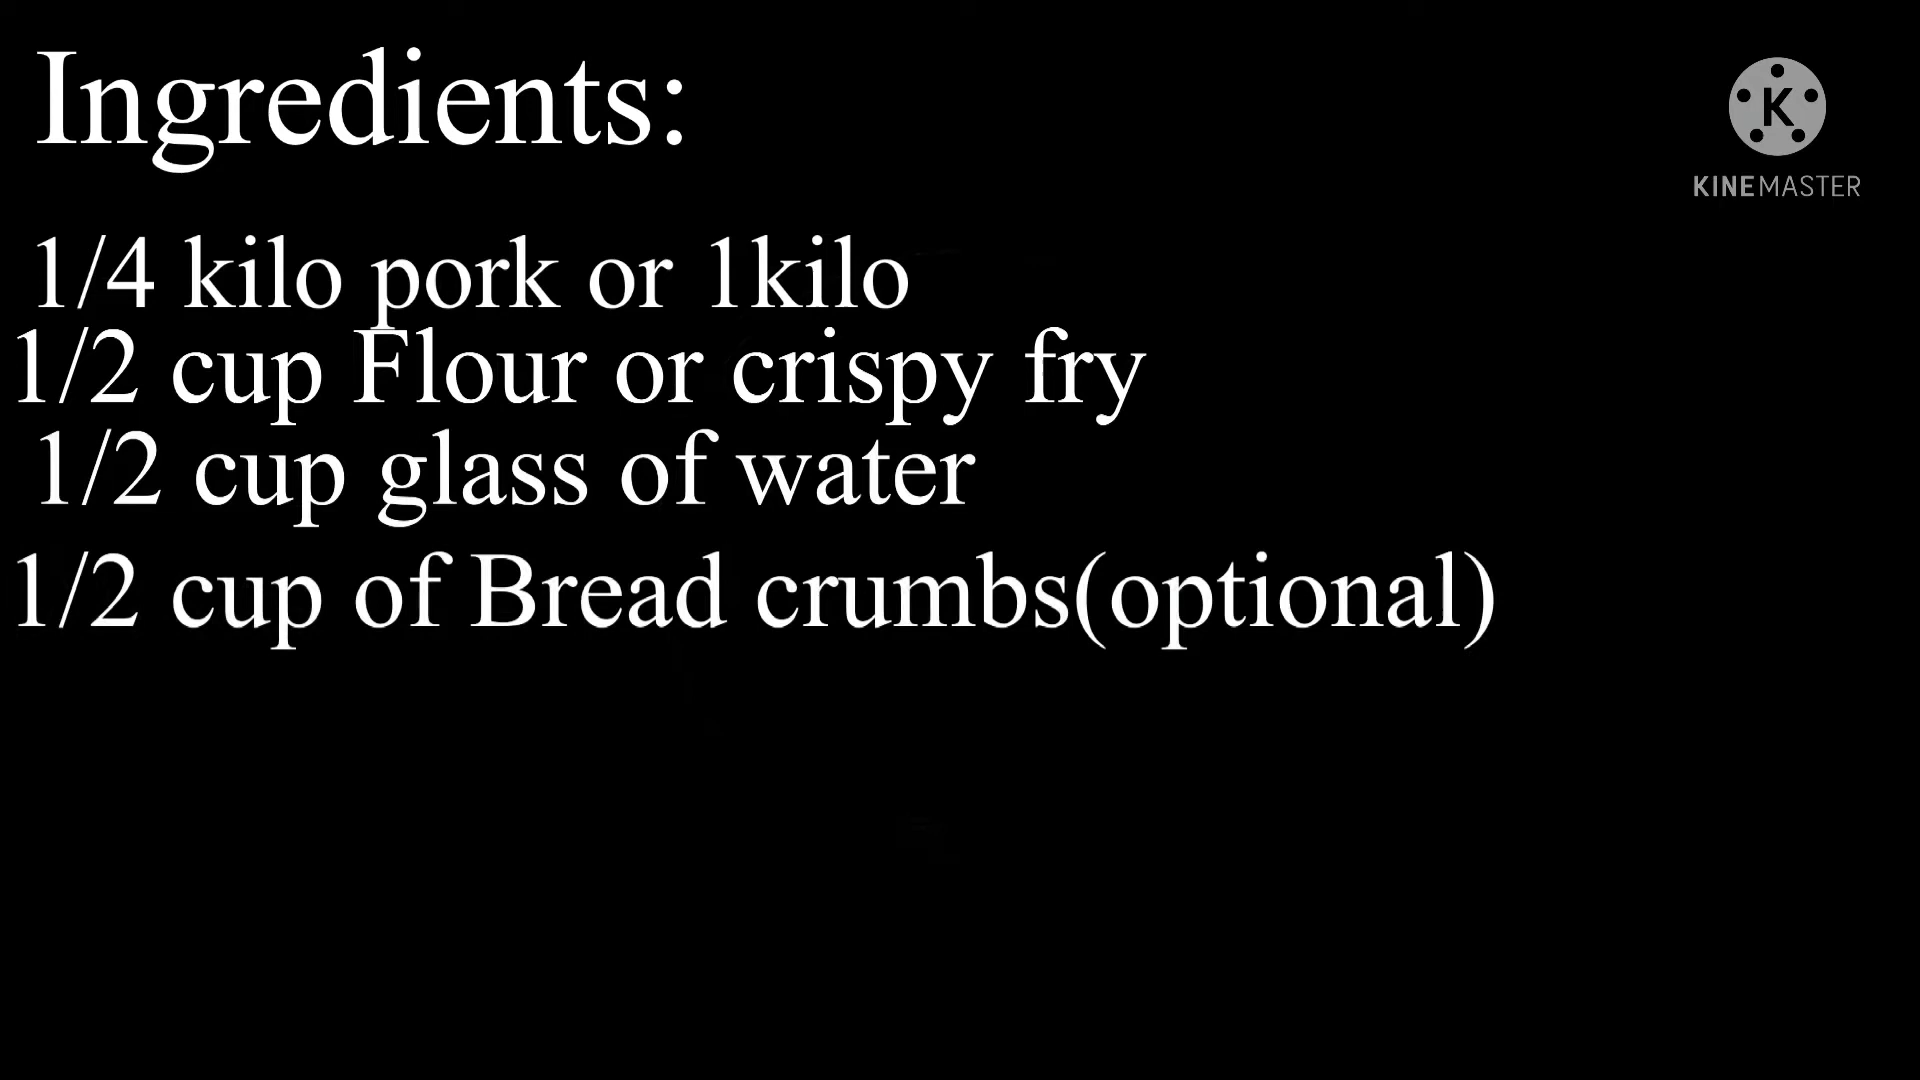 Ingredients:
K
KINEMASTER
1/4 kilo pork or 1kilo
1/2 cup Flour or crispy fry
1/2 cup glass of water
1/2 cup of Bread crumbs(optional)